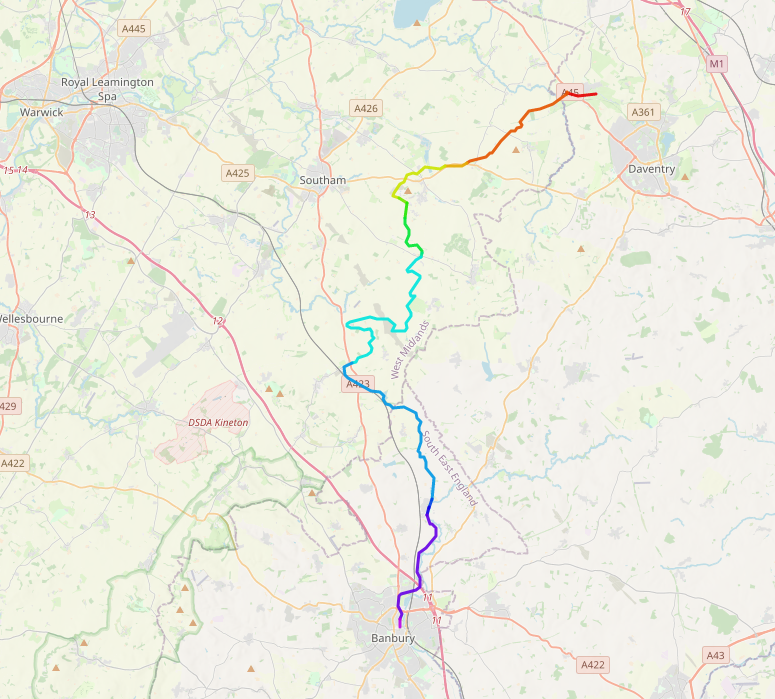 17
A445
M1
Royal Leamington
Spa
A45
A426
Warwick
A361
Daventry
A425
15
14
Southam
13
Wellesbourne
12
West Midlands
A423
429
DSDA Kineton
A422
South East England
11
11
Banbury
A43
A422